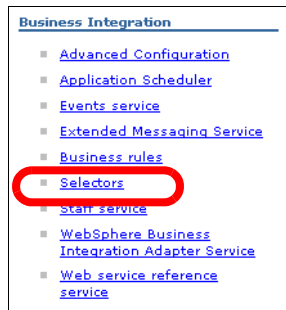 Business Integration
Advanced Configuration
Application Scheduler
Events service
Extended Messaging Service
Business rules
Selectors
Staff service
WebSphere Business
Integration Adapter Service
Web service reference
service